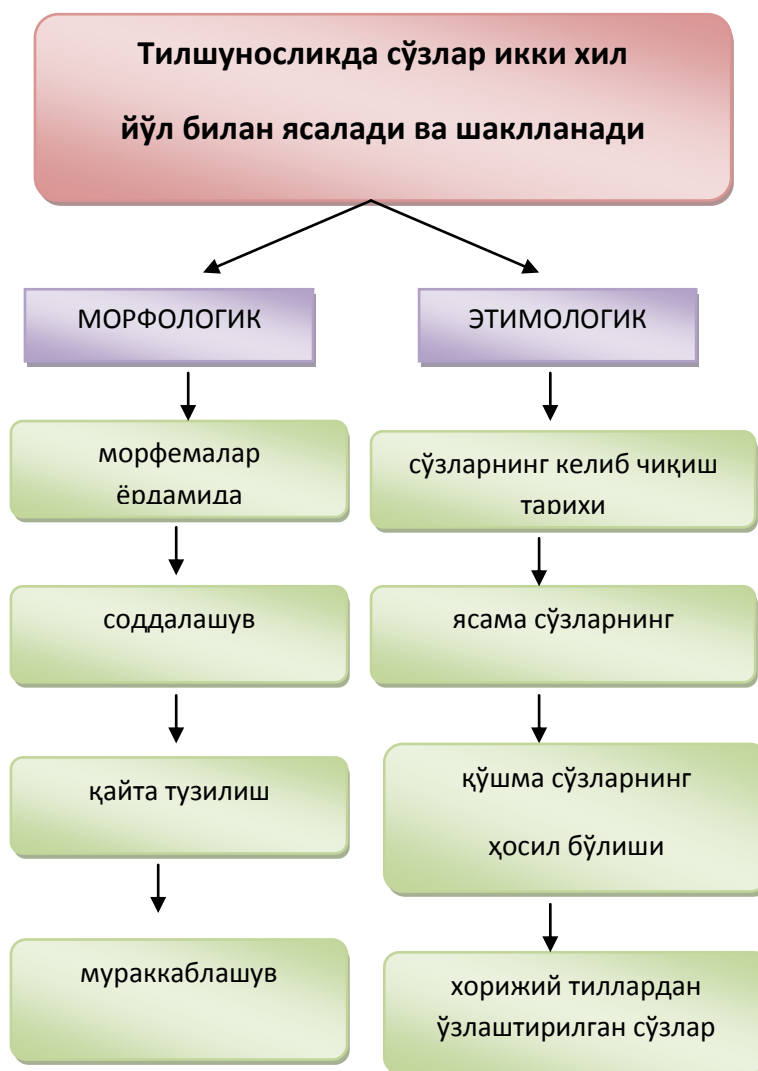 Тилшуносликда сўзлар икки хил
йўл билан ясалади ва шаклланади
МОРФОЛОГИК
морфемалар
ёрдамида
соддалашув
қайта тузилиш
мураккаблашув
ЭТИМОЛОГИК
сўзларнинг келиб чиқиш
тарихи
ясама сўзларнинг
қўшма сўзларнинг
ҳосил бўлиши
хорижий тиллардан
ўзлаштирилган сўзлар